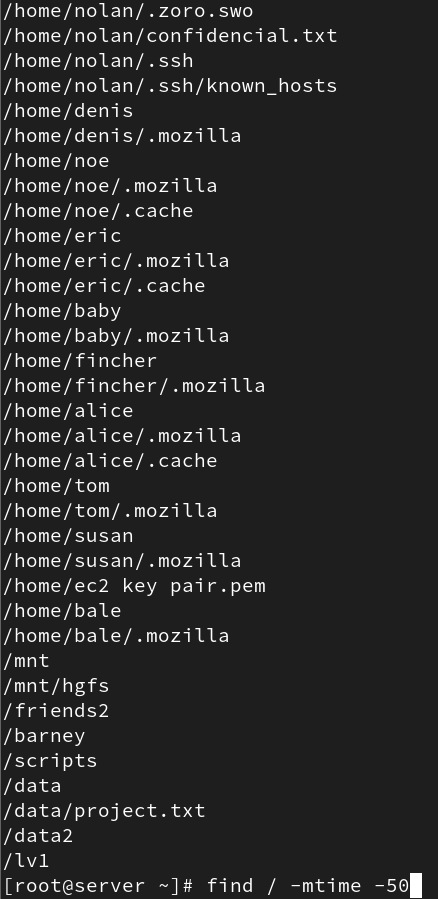 /home/nolan/.zoro.swo
/home/nolan/confidencial.txt
/home/nolan/.ssh
/home/nolan/.ssh/known_hosts
/home/denis
/home/denis/.mozilla
/home/noe
/home/noe/.mozilla
/home/noe/.cache
/home/eric
/home/eric/.mozilla
/home/eric/.cache
/home/baby
/home/baby/.mozilla
/home/fincher
/home/fincher/.mozilla
/home/alice
/home/alice/.mozilla
/home/alice/.cache
/home/tom
/home/tom/.mozilla
/home/susan
/home/susan/.mozilla
/home/ec2 key pair.pem
/home/bale
/home/bale/.mozilla
/mnt
/mnt/hgfs
/friends2
/barney
/scripts
/data
/data/project.txt
/data2
/lv1
[root@server ~]# find / -mtime -50